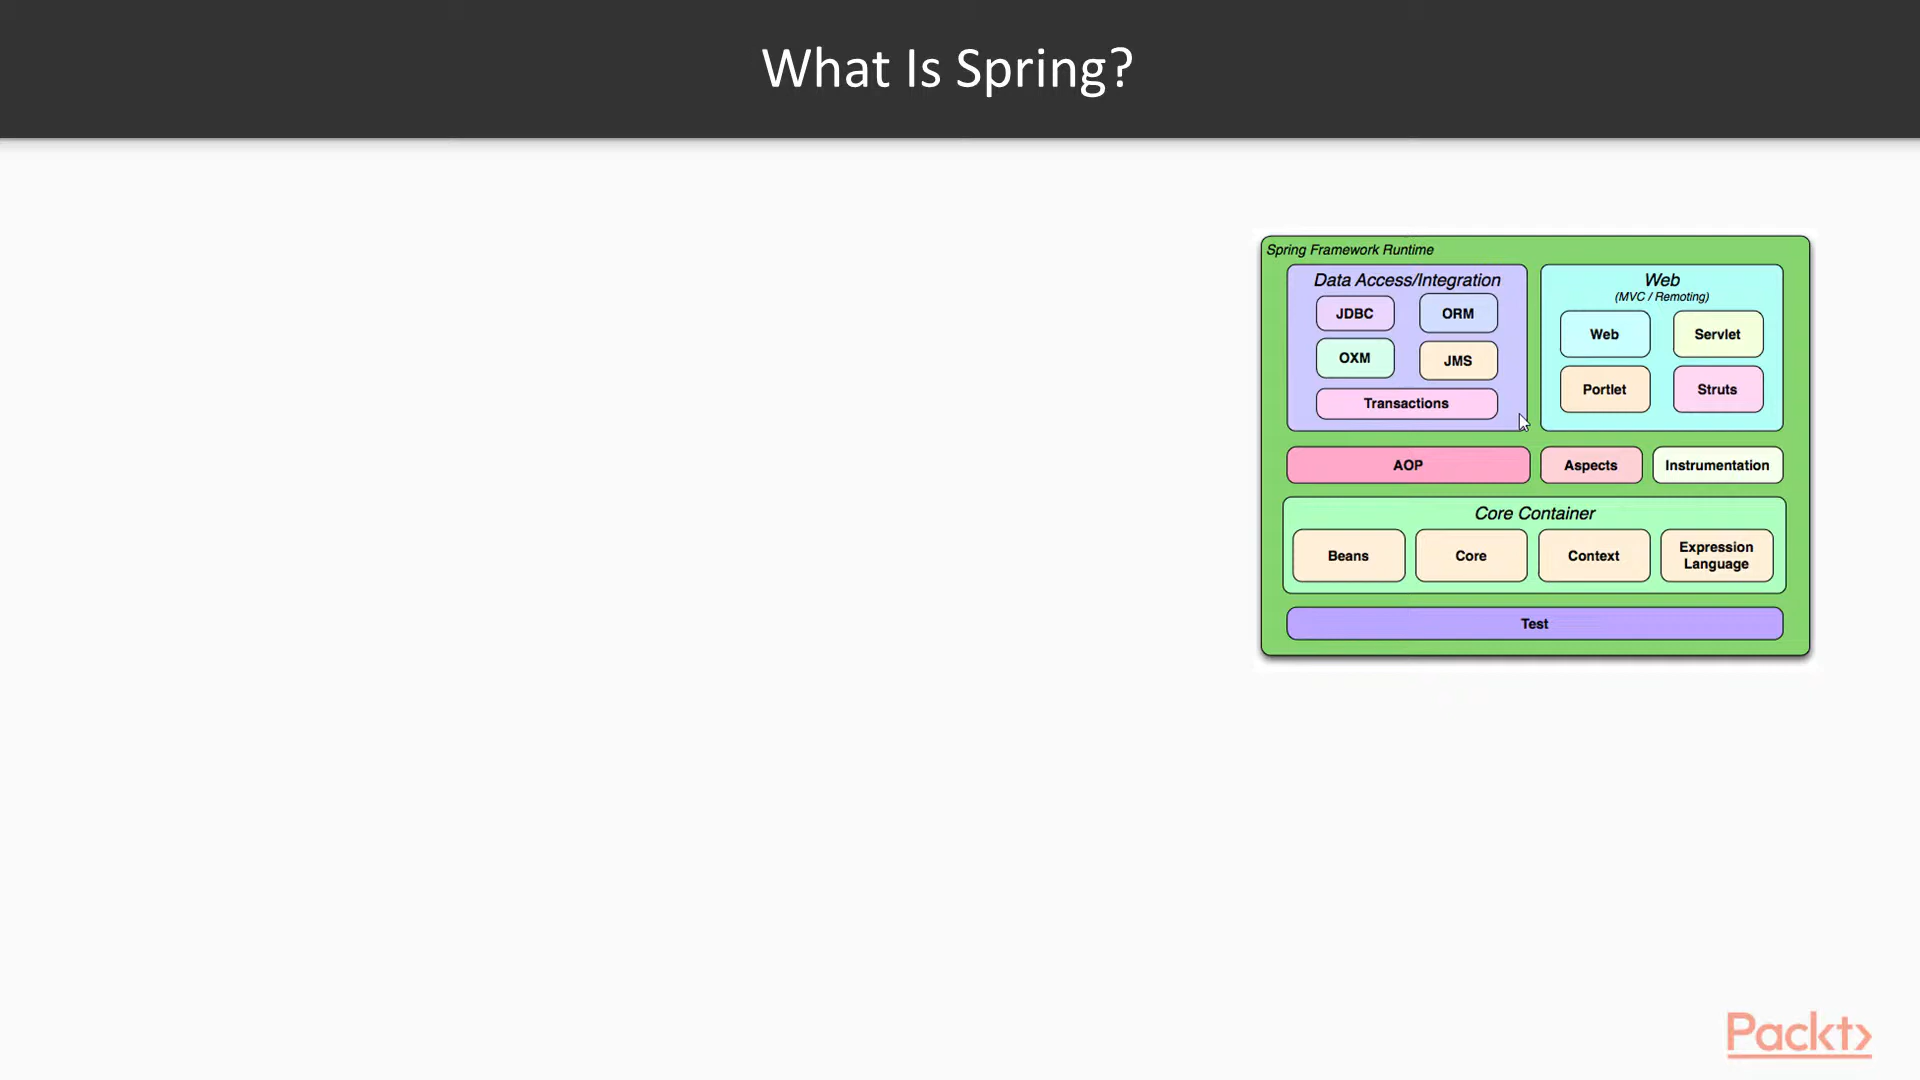 What Is Spring?
Spring Framework Runtime
Data Access/Integration
JDBC
ORM
OXM
JMS
Transactions
Web
(MVC / Remoting)
Web
Servlet
Portlet
Struts
AOP
Aspects
Instrumentation
Core Container
Beans
Core
Context
Expression
Language
Test
Packt